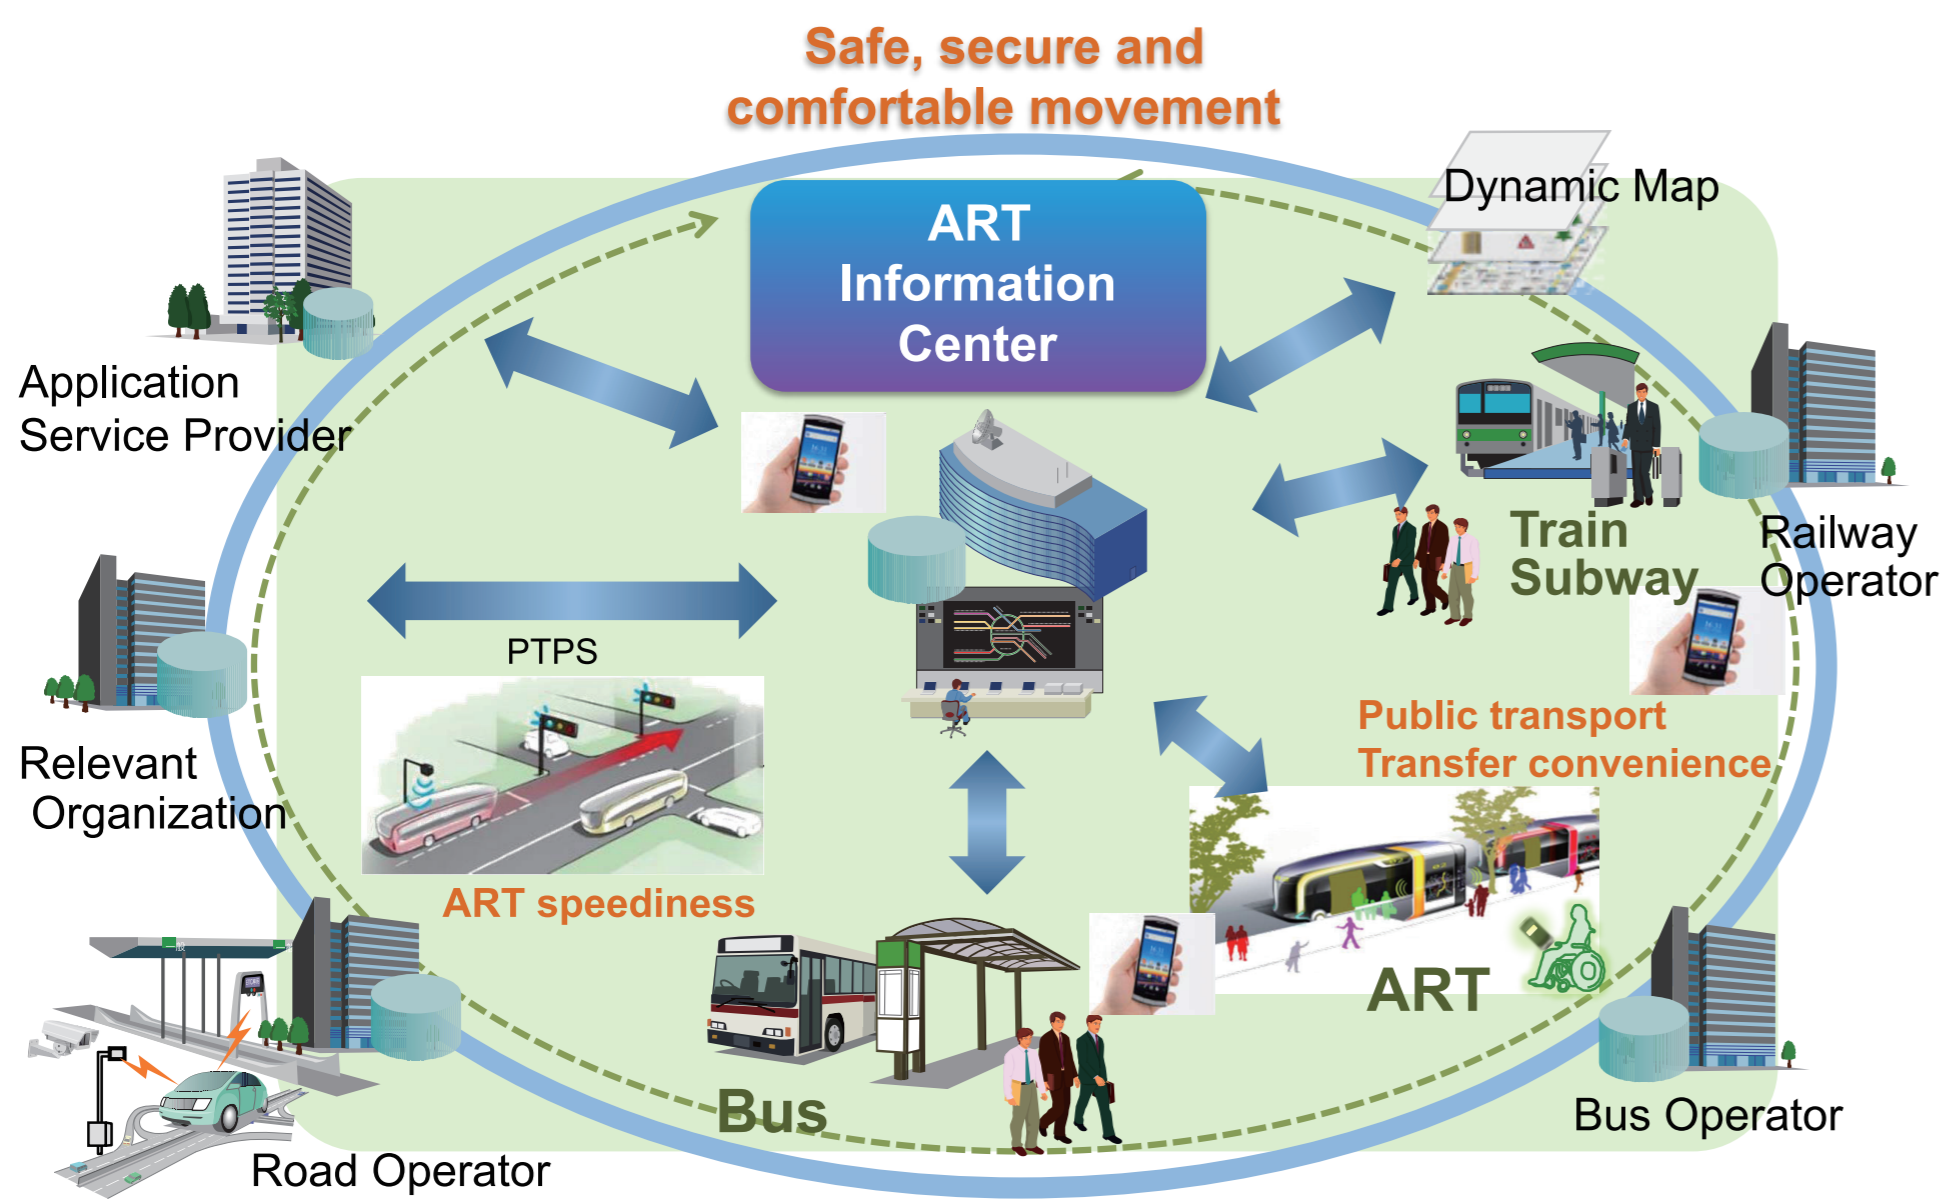 Safe, secure and
comfortable movement
ART
Information
Center
Dynamic Map
Application
Service Provider
Train
Subway
Railway
Operator
PTPS
Relevant
Organization
Public transport
Transfer convenience
ART speediness
ART
Bus
Bus Operator
Road Operator